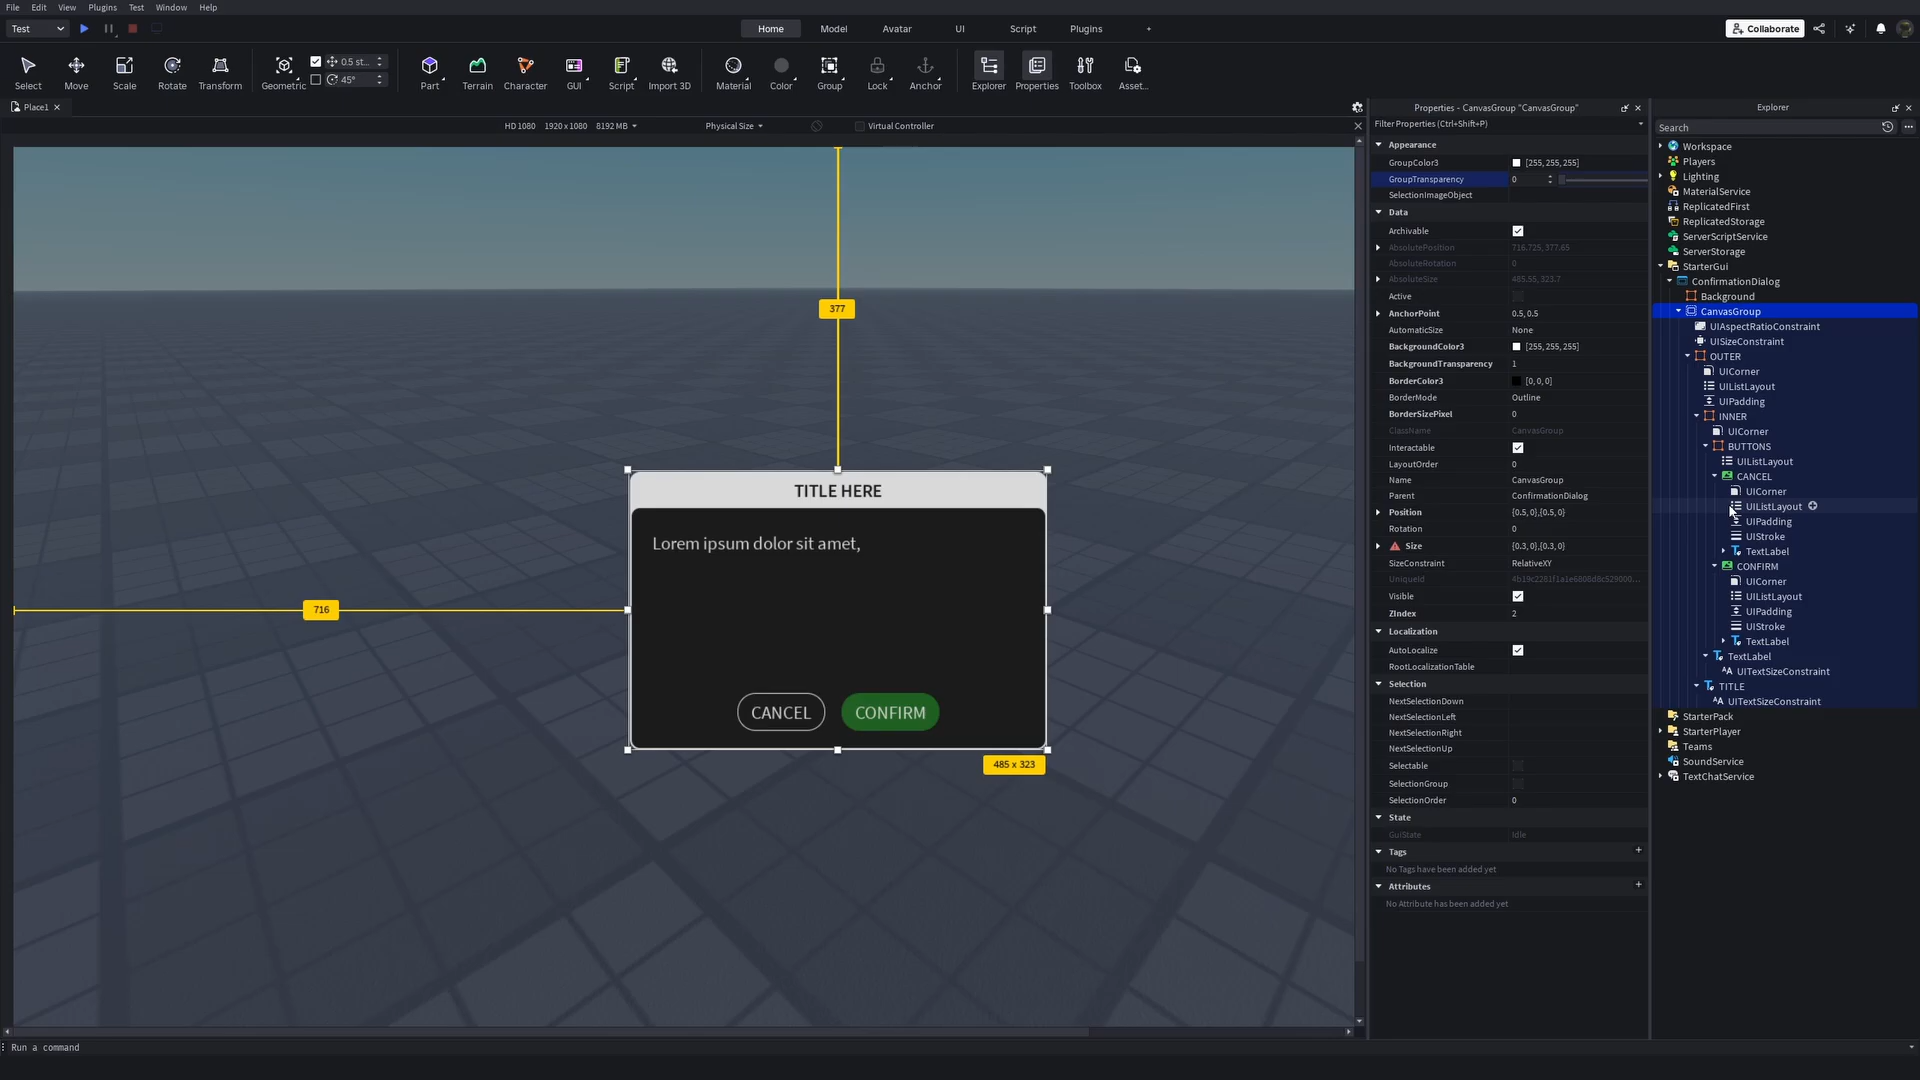 File Edit View Plugins Test Window Help
Test
Home Model Avatar UI Script Plugins +
Collaborate
Select Move Scale Rotate Transform Geometric 0.5 st... 45° Part Terrain Character GUI Script Import 3D Material Color Group Lock Anchor Explorer Properties Toolbox Asset...
Place1
HD 1080 1920 x 1080 8192 MB Physical Size Virtual Controller
377
716
TITLE HERE
Lorem ipsum dolor sit amet,
CANCEL CONFIRM
485 x 323
Run a command
Properties - CanvasGroup "CanvasGroup"
Filter Properties (Ctrl+Shift+P)
Appearance
GroupColor3 [255, 255, 255]
GroupTransparency 0
SelectionImageObject
Data
Archivable
AbsolutePosition 716.725, 377.65
AbsoluteRotation 0
AbsoluteSize 485.55, 323.7
Active
AnchorPoint 0.5, 0.5
AutomaticSize None
BackgroundColor3 [255, 255, 255]
BackgroundTransparency 1
BorderColor3 [0, 0, 0]
BorderMode Outline
BorderSizePixel 0
ClassName CanvasGroup
Interactable
LayoutOrder 0
Name CanvasGroup
Parent ConfirmationDialog
Position {0.5, 0},{0.5, 0}
Rotation 0
Size {0.3, 0},{0.3, 0}
SizeConstraint RelativeXY
UniqueId
Visible
ZIndex 2
Localization
AutoLocalize
RootLocalizationTable
Selection
NextSelectionDown
NextSelectionLeft
NextSelectionRight
NextSelectionUp
Selectable
SelectionGroup
SelectionOrder 0
State
GuiState Idle
Tags
No Tags have been added yet
Attributes
No Attribute has been added yet
Explorer
Search
Workspace
Players
Lighting
MaterialService
ReplicatedFirst
ReplicatedStorage
ServerScriptService
ServerStorage
StarterGui
ConfirmationDialog
Background
CanvasGroup
UIAspectRatioConstraint
UISizeConstraint
OUTER
UICorner
UIListLayout
UIPadding
INNER
UICorner
BUTTONS
UIListLayout
CANCEL
UICorner
UIListLayout
UIPadding
UIStroke
TextLabel
CONFIRM
UICorner
UIListLayout
UIPadding
UIStroke
TextLabel
TextLabel
UITextSizeConstraint
TITLE
UITextSizeConstraint
StarterPack
StarterPlayer
Teams
SoundService
TextChatService